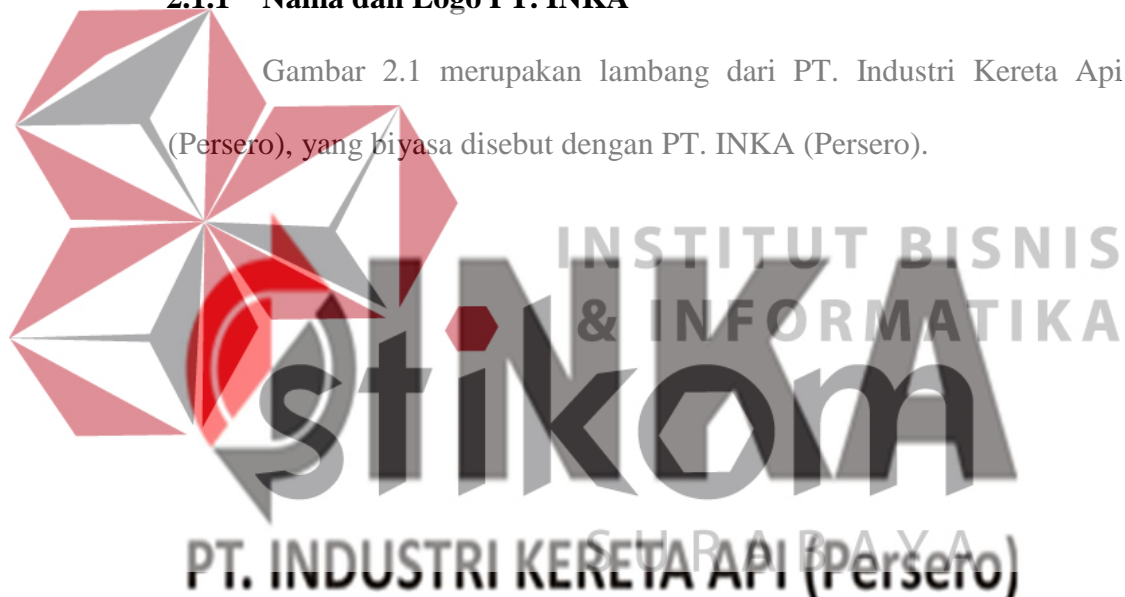 2.1.1 Nama dan Logo PT. INKA
Gambar 2.1 merupakan lambang dari PT. Industri Kereta Api
(Persero), yang biyasa disebut dengan PT. INKA (Persero).
INSTITUT BISNIS
& INFORMATIKA
INKA
stikom
SURABAYA
PT. INDUSTRI KERETA API (Persero)